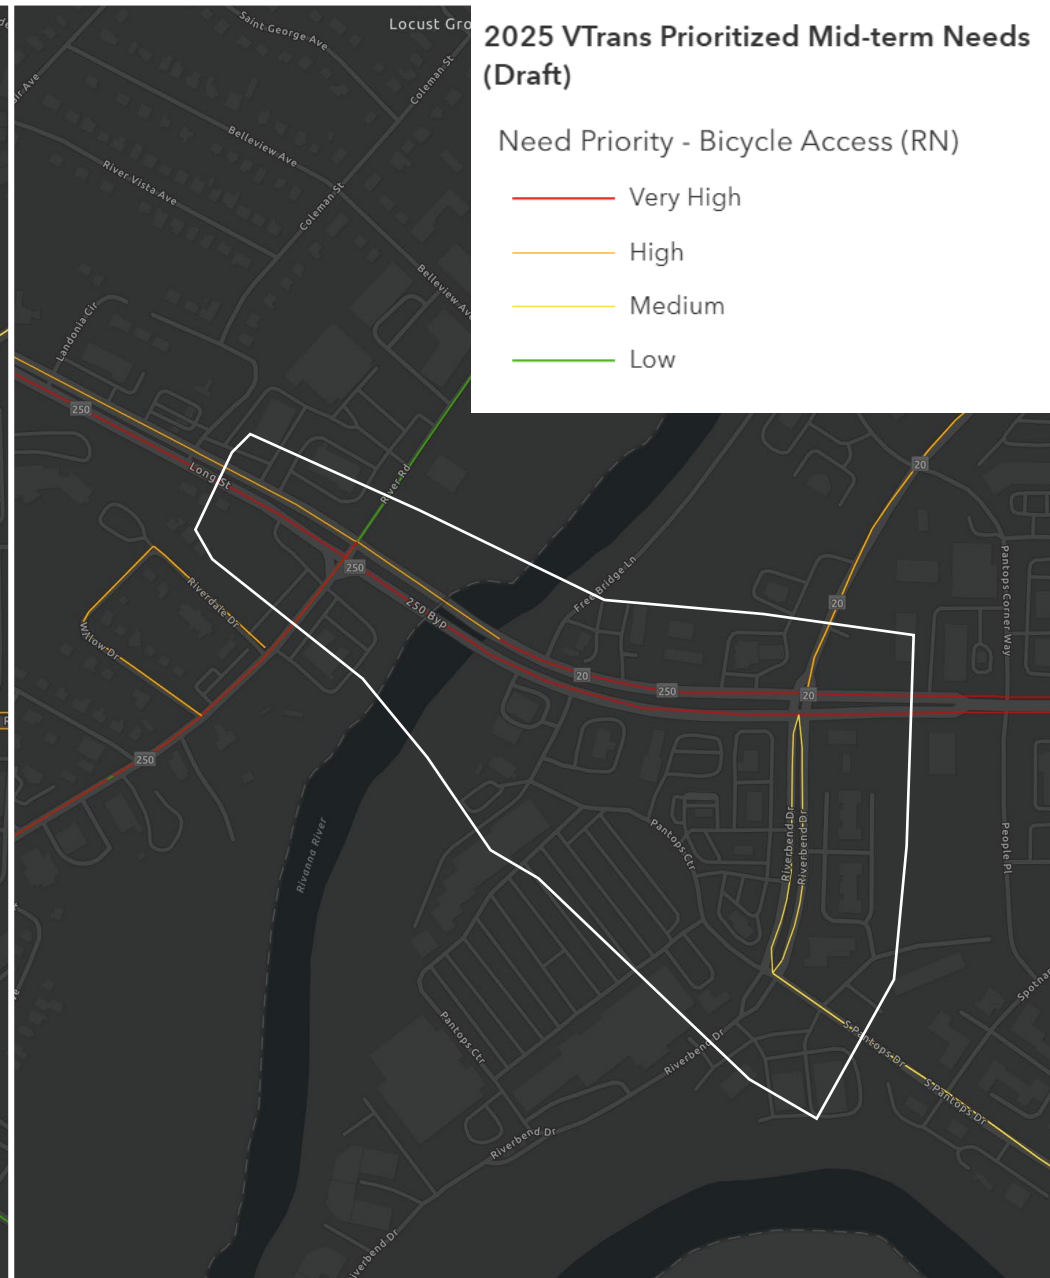 2025 VTrans Prioritized Mid-term Needs
(Draft)
Need Priority - Bicycle Access (RN)
Very High
High
Medium
Low
Saint George Ave
Locust Gro
Coleman St
Belleview Ave
River Vista Ave
Coleman St
Belleview Av
Landonia Cir
250
Long St
River Rd
20
250
250 Byp
Free Bridge Ln
20
Pantops Corner Way
Riverdale Dr
Willow Dr
20
250
20
250
Riverbend Dr
Riverbend Dr
Pantops Ctr
People Pl
Rivanna River
Spotna
Pantops Ctr
Riverbend Dr
S Pantops Dr
S Pantops Dr
Riverbend Dr
verbend Dr